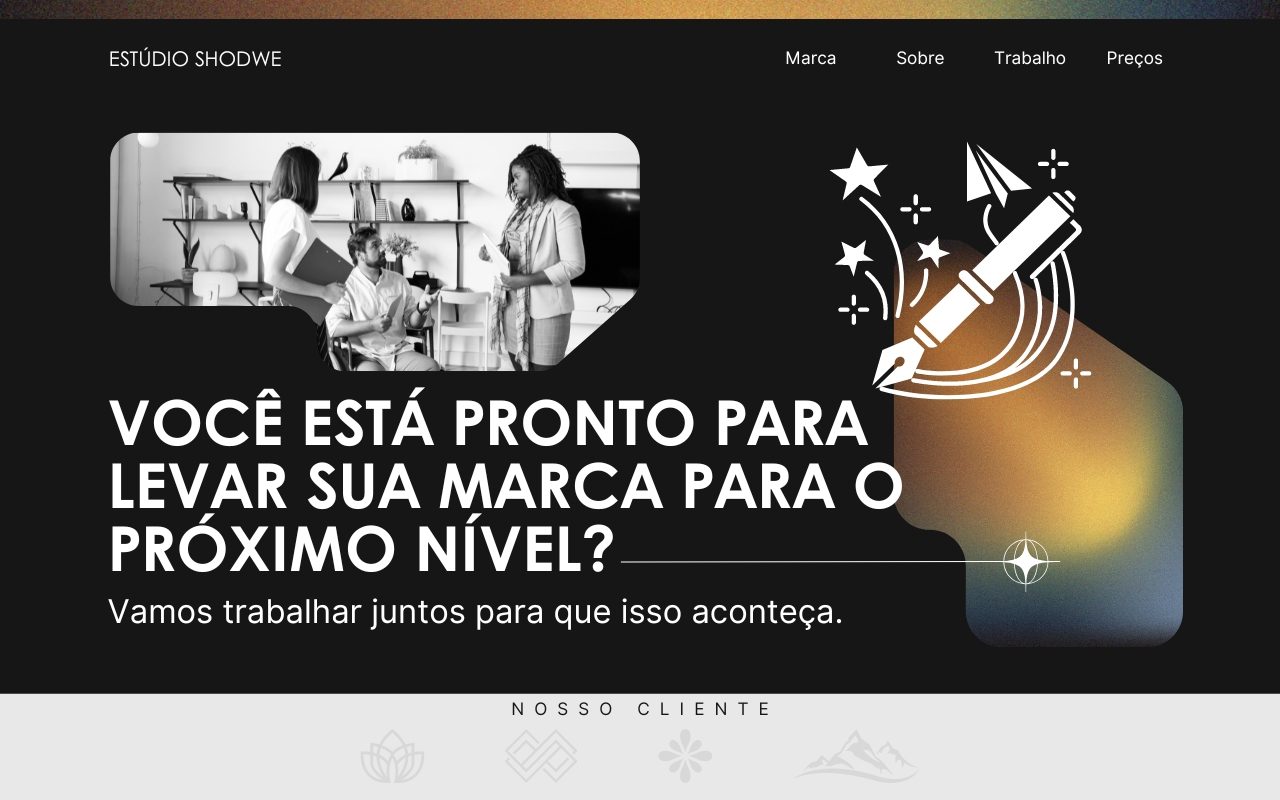 ESTÚDIO SHODWE
Marca Sobre Trabalho Preços
VOCÊ ESTÁ PRONTO PARA
LEVAR SUA MARCA PARA O
PRÓXIMO NÍVEL?
Vamos trabalhar juntos para que isso aconteça.
NOSSO CLIENTE